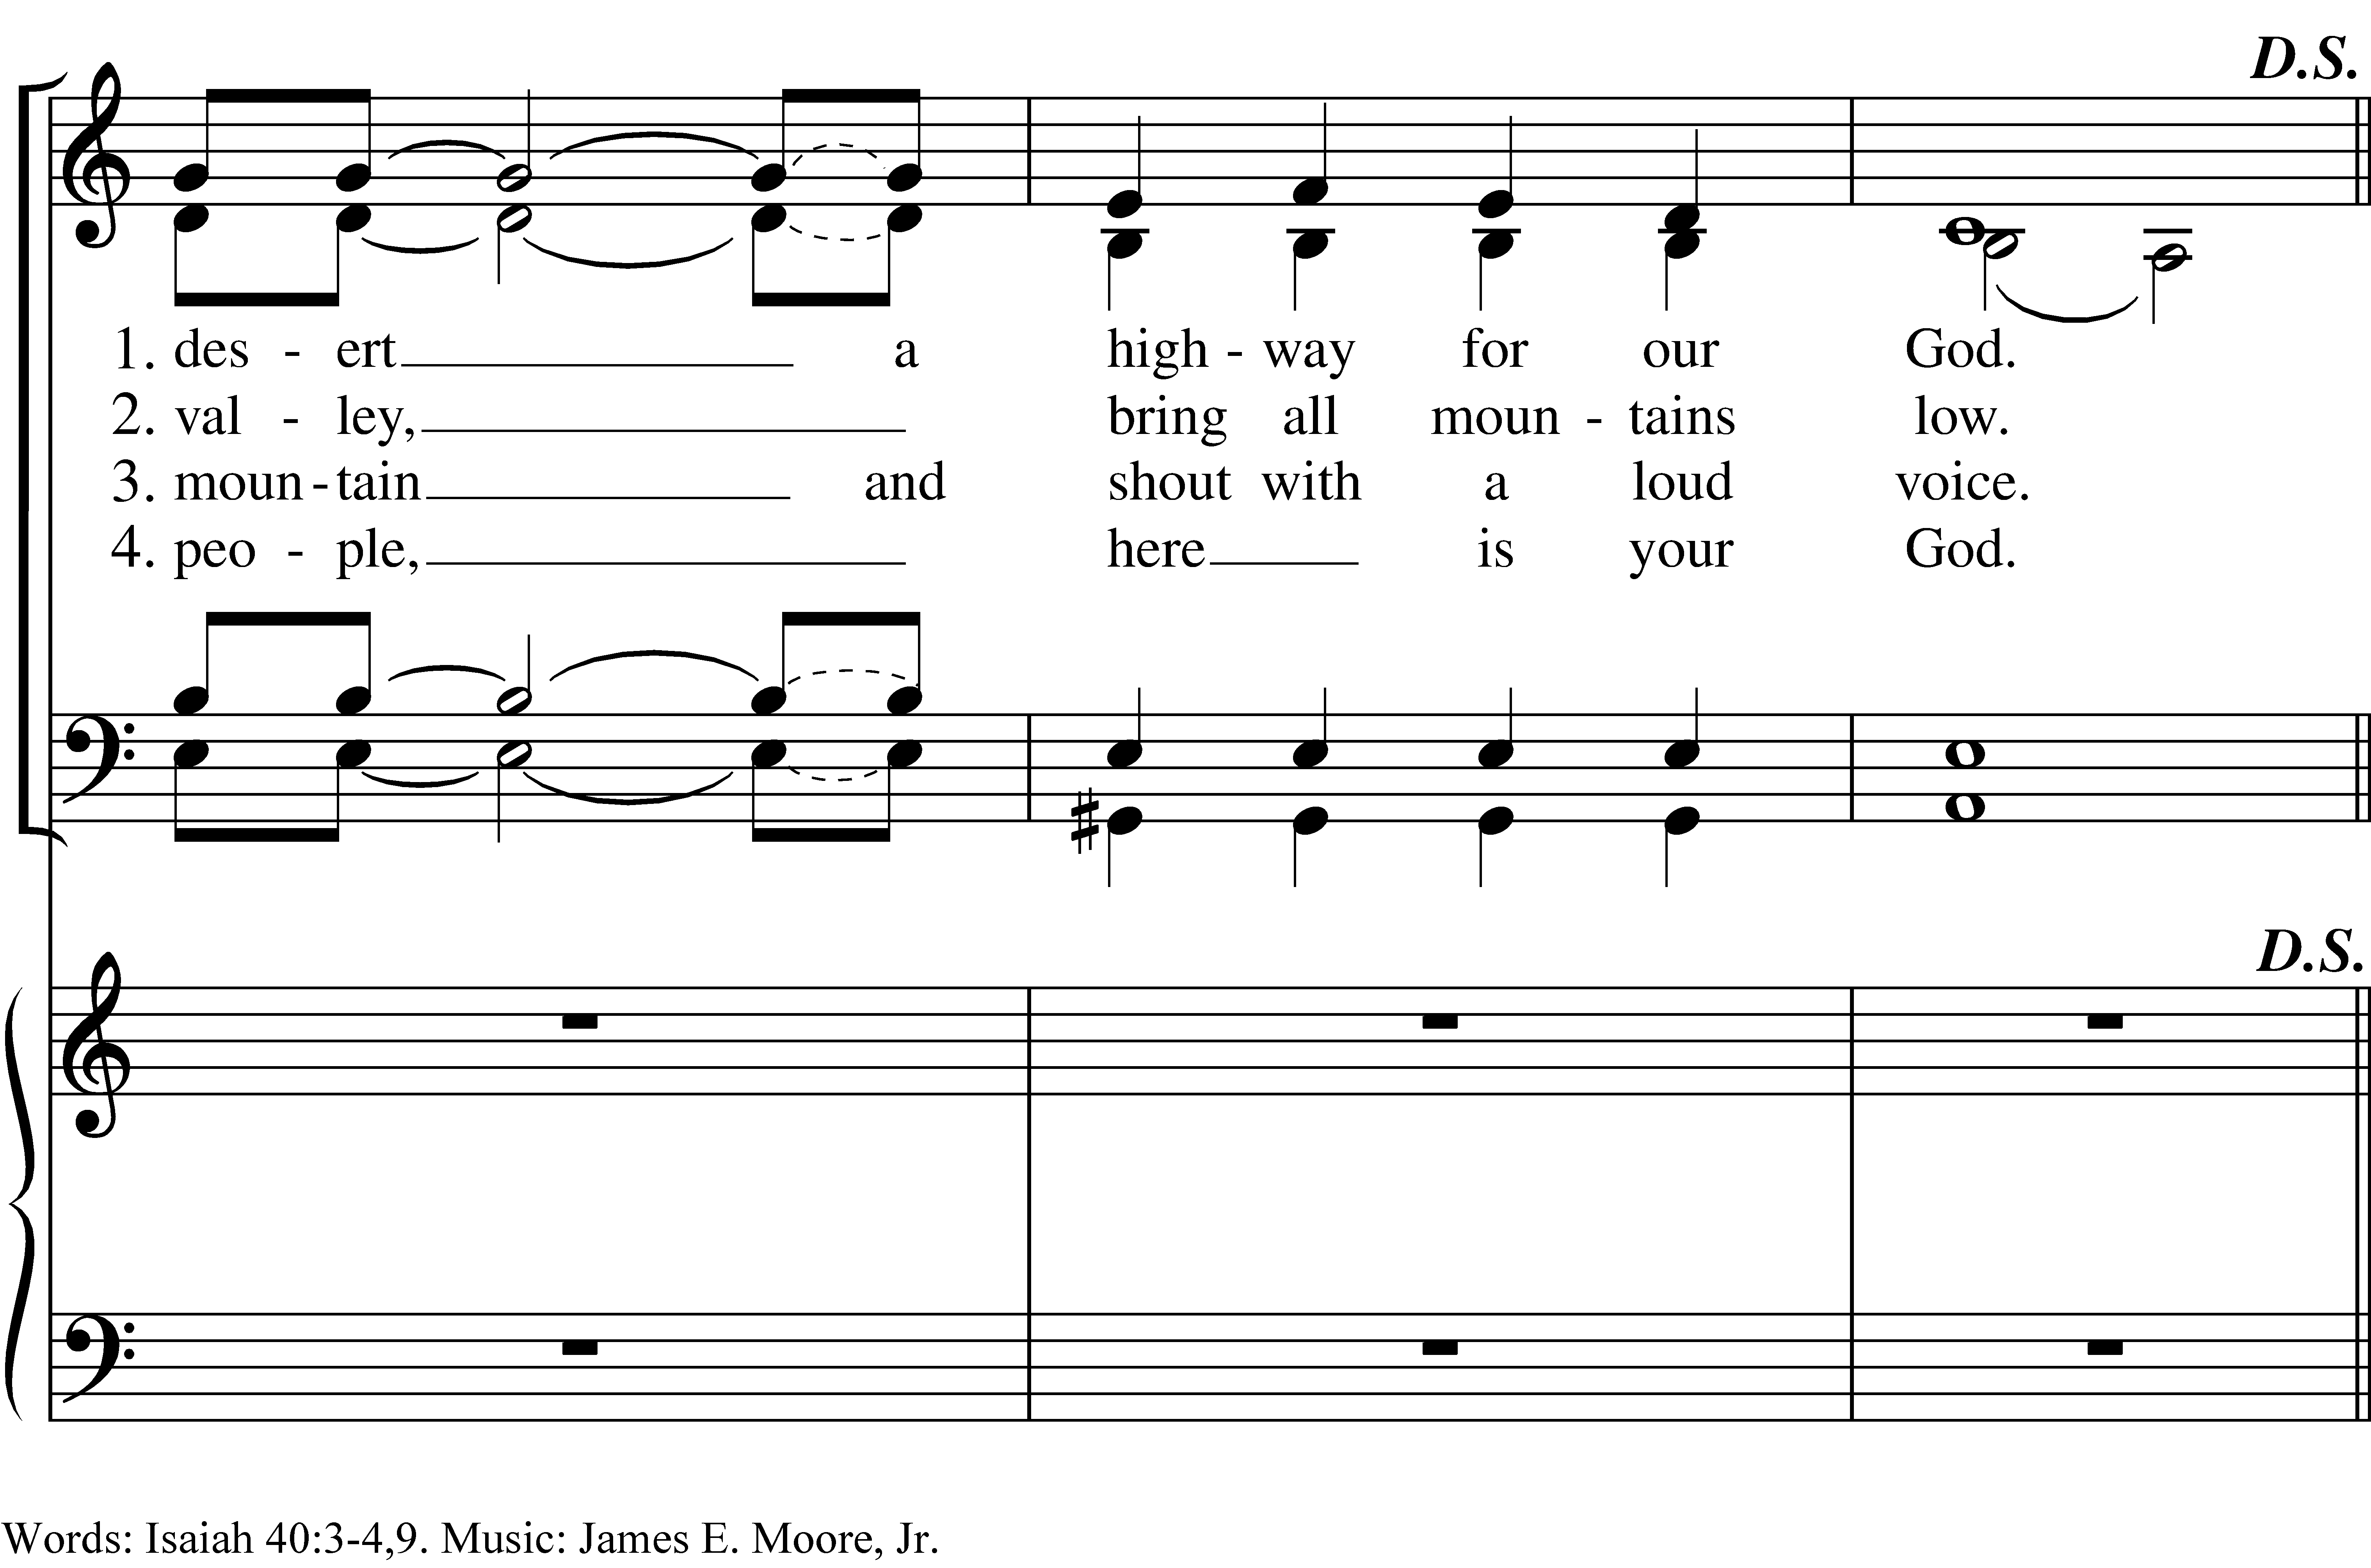 D.S.
1. des - ert a high - way for our God.
2. val - ley, bring all moun - tains low.
3. moun - tain and shout with a loud voice.
4. peo - ple, here is your God.
D.S.
Words: Isaiah 40:3-4,9. Music: James E. Moore, Jr.